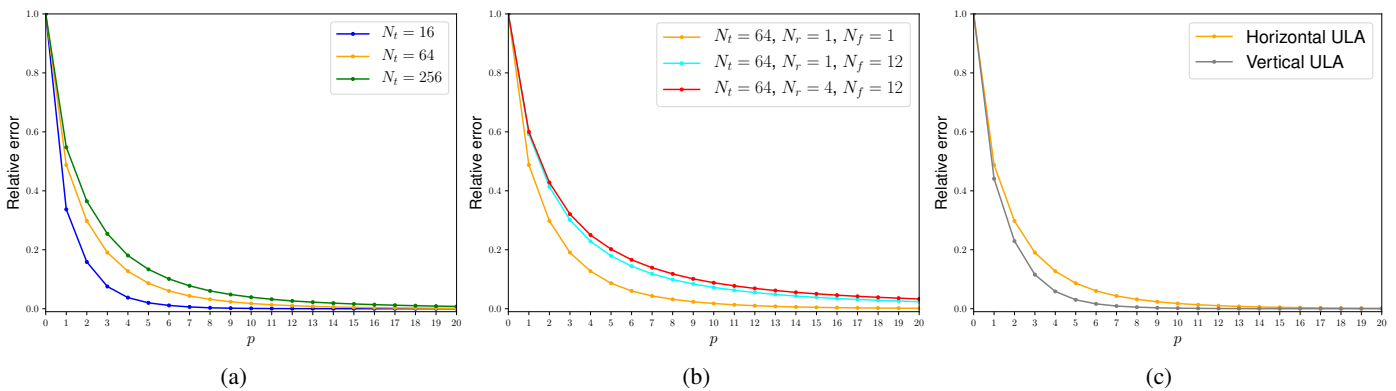 1.0
0.8
0.6
0.4
0.2
0.0
Relative error
0 1 2 3 4 5 6 7 8 9 10 11 12 13 14 15 16 17 18 19 20
p
N_t = 16
N_t = 64
N_t = 256
(a)
1.0
0.8
0.6
0.4
0.2
0.0
Relative error
0 1 2 3 4 5 6 7 8 9 10 11 12 13 14 15 16 17 18 19 20
p
N_t = 64, N_r = 1, N_f = 1
N_t = 64, N_r = 1, N_f = 12
N_t = 64, N_r = 4, N_f = 12
(b)
1.0
0.8
0.6
0.4
0.2
0.0
Relative error
0 1 2 3 4 5 6 7 8 9 10 11 12 13 14 15 16 17 18 19 20
p
Horizontal ULA
Vertical ULA
(c)